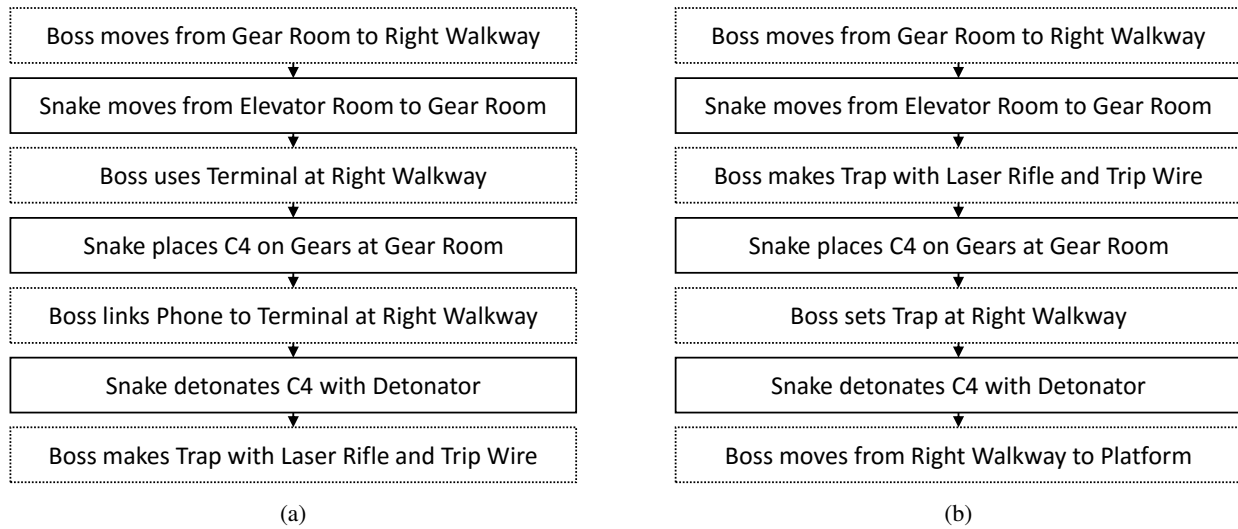 Boss moves from Gear Room to Right Walkway
Snake moves from Elevator Room to Gear Room
Boss uses Terminal at Right Walkway
Snake places C4 on Gears at Gear Room
Boss links Phone to Terminal at Right Walkway
Snake detonates C4 with Detonator
Boss makes Trap with Laser Rifle and Trip Wire
(a)
Boss moves from Gear Room to Right Walkway
Snake moves from Elevator Room to Gear Room
Boss makes Trap with Laser Rifle and Trip Wire
Snake places C4 on Gears at Gear Room
Boss sets Trap at Right Walkway
Snake detonates C4 with Detonator
Boss moves from Right Walkway to Platform
(b)